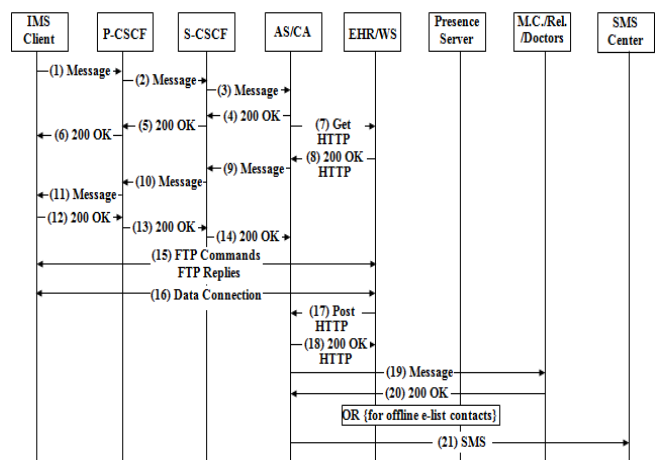 IMS
Client
P-CSCF
S-CSCF
AS/CA
EHR/WS
Presence
Server
M.C./Rel.
/Doctors
SMS
Center
(1) Message
(2) Message
(3) Message
(4) 200 OK
(5) 200 OK
(6) 200 OK
(7) Get
HTTP
(8) 200 OK
HTTP
(9) Message
(10) Message
(11) Message
(12) 200 OK
(13) 200 OK
(14) 200 OK
(15) FTP Commands
FTP Replies
(16) Data Connection
(17) Post
HTTP
(18) 200 OK
HTTP
(19) Message
(20) 200 OK
OR {for offline e-list contacts}
(21) SMS